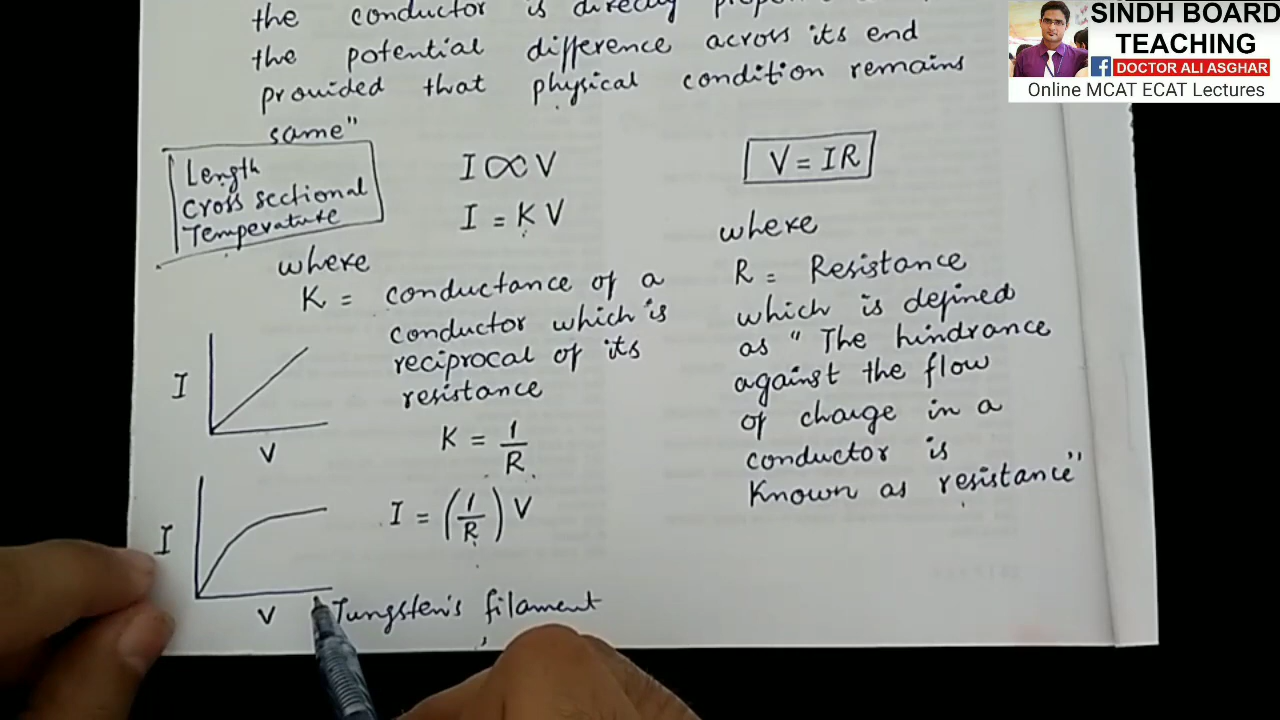 the conductor is directly
the potential difference across its end
provided that physical condition remains
same"
Length
Cross sectional
Temperature
I ∝ V
I = K V
where
K = conductance of a
conductor which is
reciprocal of its
resistance
K = 1/R
I = (1/R) V
I
V
I
V
Tungsten's filament
V = IR
where
R = Resistance
which is defined
as " The hindrance
against the flow
of charge in a
conductor is
Known as resistance"
SINDH BOARD
TEACHING
f DOCTOR ALI ASGHAR
Online MCAT ECAT Lectures